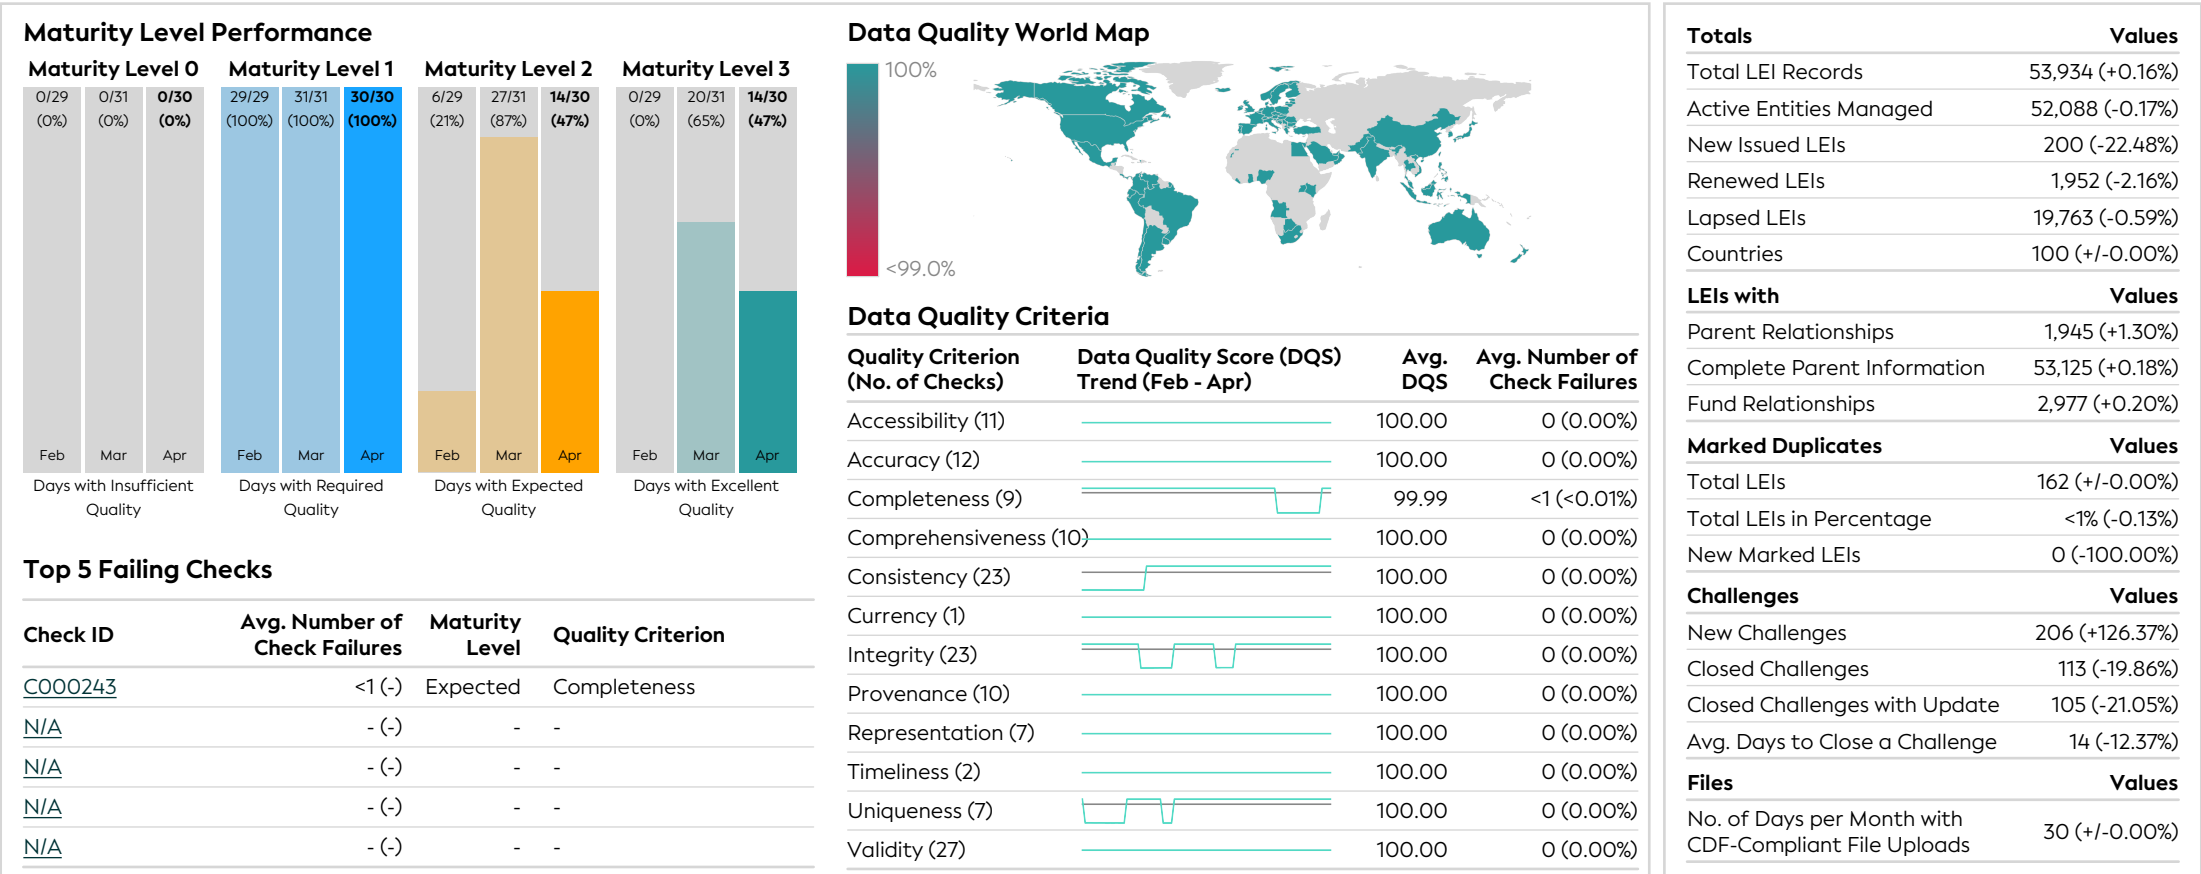 Maturity Level Performance
Maturity Level 0 Maturity Level 1 Maturity Level 2 Maturity Level 3
0/29 0/31 0/30 29/29 31/31 30/30 6/29 27/31 14/30 0/29 20/31 14/30
(0%) (0%) (0%) (100%) (100%) (100%) (21%) (87%) (47%) (0%) (65%) (47%)
Feb Mar Apr Feb Mar Apr Feb Mar Apr Feb Mar Apr
Days with Insufficient Days with Required Days with Expected Days with Excellent
Quality Quality Quality Quality
Top 5 Failing Checks
Check ID Avg. Number of Check Failures Maturity Level Quality Criterion
C000243 <1 (-) Expected Completeness
N/A - (-) - -
N/A - (-) - -
N/A - (-) - -
N/A - (-) - -
Data Quality World Map
100%
<99.0%
Data Quality Criteria
Quality Criterion Data Quality Score (DQS) Avg. Avg. Number of
(No. of Checks) Trend (Feb - Apr) DQS Check Failures
Accessibility (11) 100.00 0 (0.00%)
Accuracy (12) 100.00 0 (0.00%)
Completeness (9) 99.99 <1 (<0.01%)
Comprehensiveness (10) 100.00 0 (0.00%)
Consistency (23) 100.00 0 (0.00%)
Currency (1) 100.00 0 (0.00%)
Integrity (23) 100.00 0 (0.00%)
Provenance (10) 100.00 0 (0.00%)
Representation (7) 100.00 0 (0.00%)
Timeliness (2) 100.00 0 (0.00%)
Uniqueness (7) 100.00 0 (0.00%)
Validity (27) 100.00 0 (0.00%)
Totals Values
Total LEI Records 53,934 (+0.16%)
Active Entities Managed 52,088 (-0.17%)
New Issued LEIs 200 (-22.48%)
Renewed LEIs 1,952 (-2.16%)
Lapsed LEIs 19,763 (-0.59%)
Countries 100 (+/-0.00%)
LEIs with Values
Parent Relationships 1,945 (+1.30%)
Complete Parent Information 53,125 (+0.18%)
Fund Relationships 2,977 (+0.20%)
Marked Duplicates Values
Total LEIs 162 (+/-0.00%)
Total LEIs in Percentage <1% (-0.13%)
New Marked LEIs 0 (-100.00%)
Challenges Values
New Challenges 206 (+126.37%)
Closed Challenges 113 (-19.86%)
Closed Challenges with Update 105 (-21.05%)
Avg. Days to Close a Challenge 14 (-12.37%)
Files Values
No. of Days per Month with
CDF-Compliant File Uploads 30 (+/-0.00%)